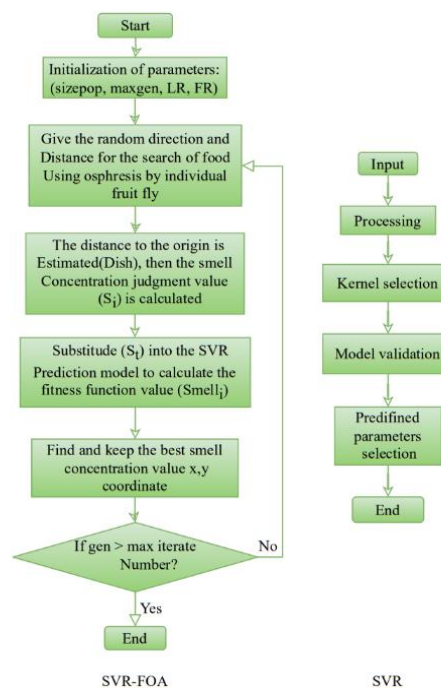 Start
Initialization of parameters:
(sizepop, maxgen, LR, FR)
Give the random direction and
Distance for the search of food
Using osphresis by individual
fruit fly
The distance to the origin is
Estimated(Dish), then the smell
Concentration judgment value
(Si) is calculated
Substitude (St) into the SVR
Prediction model to calculate the
fitness function value (Smelli)
Find and keep the best smell
concentration value x,y
coordinate
If gen > max iterate
Number?
No
Yes
End
SVR-FOA
Input
Processing
Kernel selection
Model validation
Predifined
parameters
selection
End
SVR